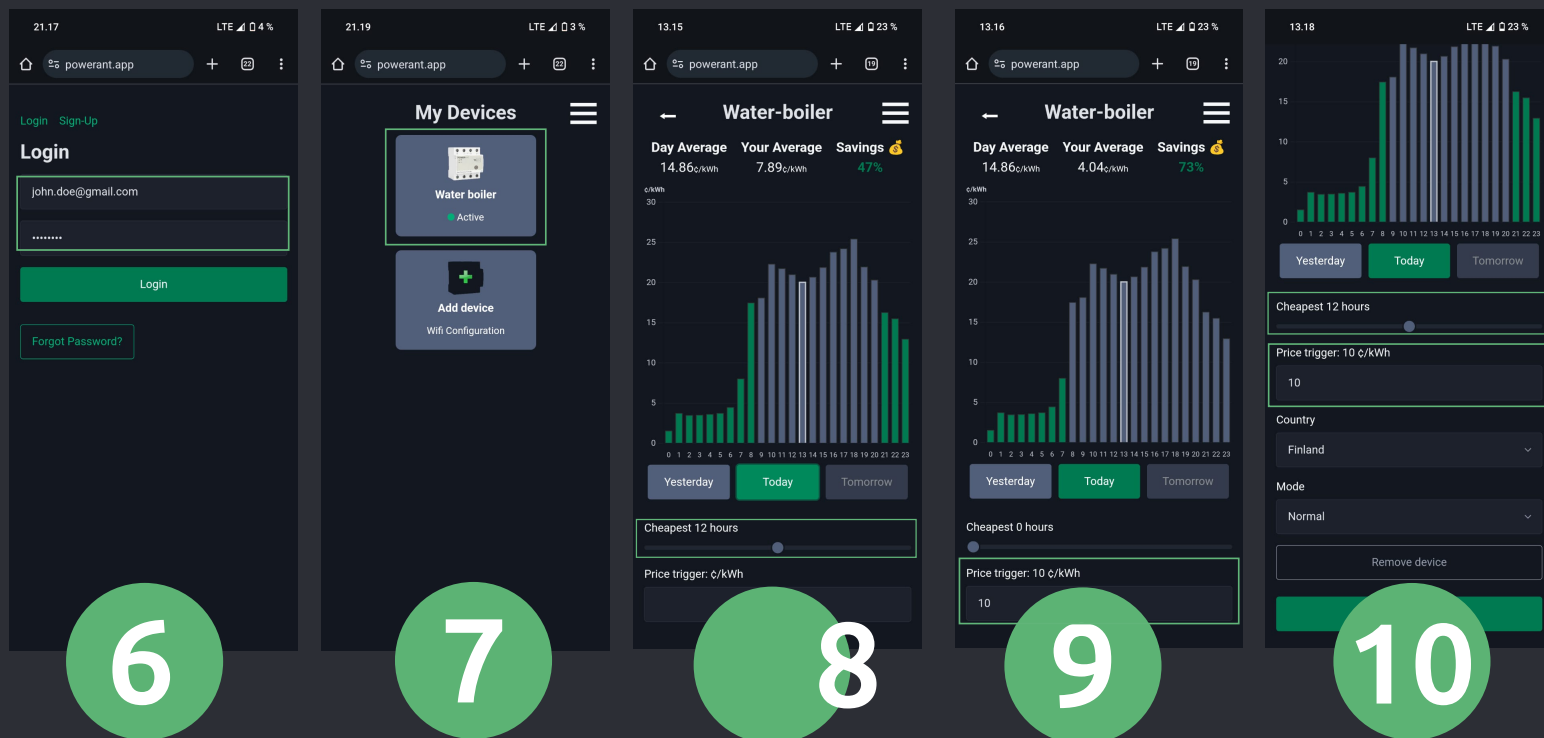 21.17 LTE 4 %
powerant.app 22
Login Sign-Up
Login
john.doe@gmail.com
••••••••
Login
Forgot Password?
6
21.19 LTE 3 %
powerant.app 22
My Devices
Water boiler
Active
Add device
Wifi Configuration
7
13.15 LTE 23 %
powerant.app 19
Water-boiler
Day Average Your Average Savings 💰
14.86¢/kWh 7.89¢/kWh 47%
¢/kWh
30
25
20
15
10
5
0
0 1 2 3 4 5 6 7 8 9 10 11 12 13 14 15 16 17 18 19 20 21 22 23
Yesterday Today Tomorrow
Cheapest 12 hours
Price trigger: ¢/kWh
8
13.16 LTE 23 %
powerant.app 19
Water-boiler
Day Average Your Average Savings 💰
14.86¢/kWh 4.04¢/kWh 73%
¢/kWh
30
25
20
15
10
5
0
0 1 2 3 4 5 6 7 8 9 10 11 12 13 14 15 16 17 18 19 20 21 22 23
Yesterday Today Tomorrow
Cheapest 0 hours
Price trigger: 10 ¢/kWh
10
9
13.18 LTE 23 %
20
15
10
5
0
0 1 2 3 4 5 6 7 8 9 10 11 12 13 14 15 16 17 18 19 20 21 22 23
Yesterday Today Tomorrow
Cheapest 12 hours
Price trigger: 10 ¢/kWh
10
Country
Finland
Mode
Normal
Remove device
10